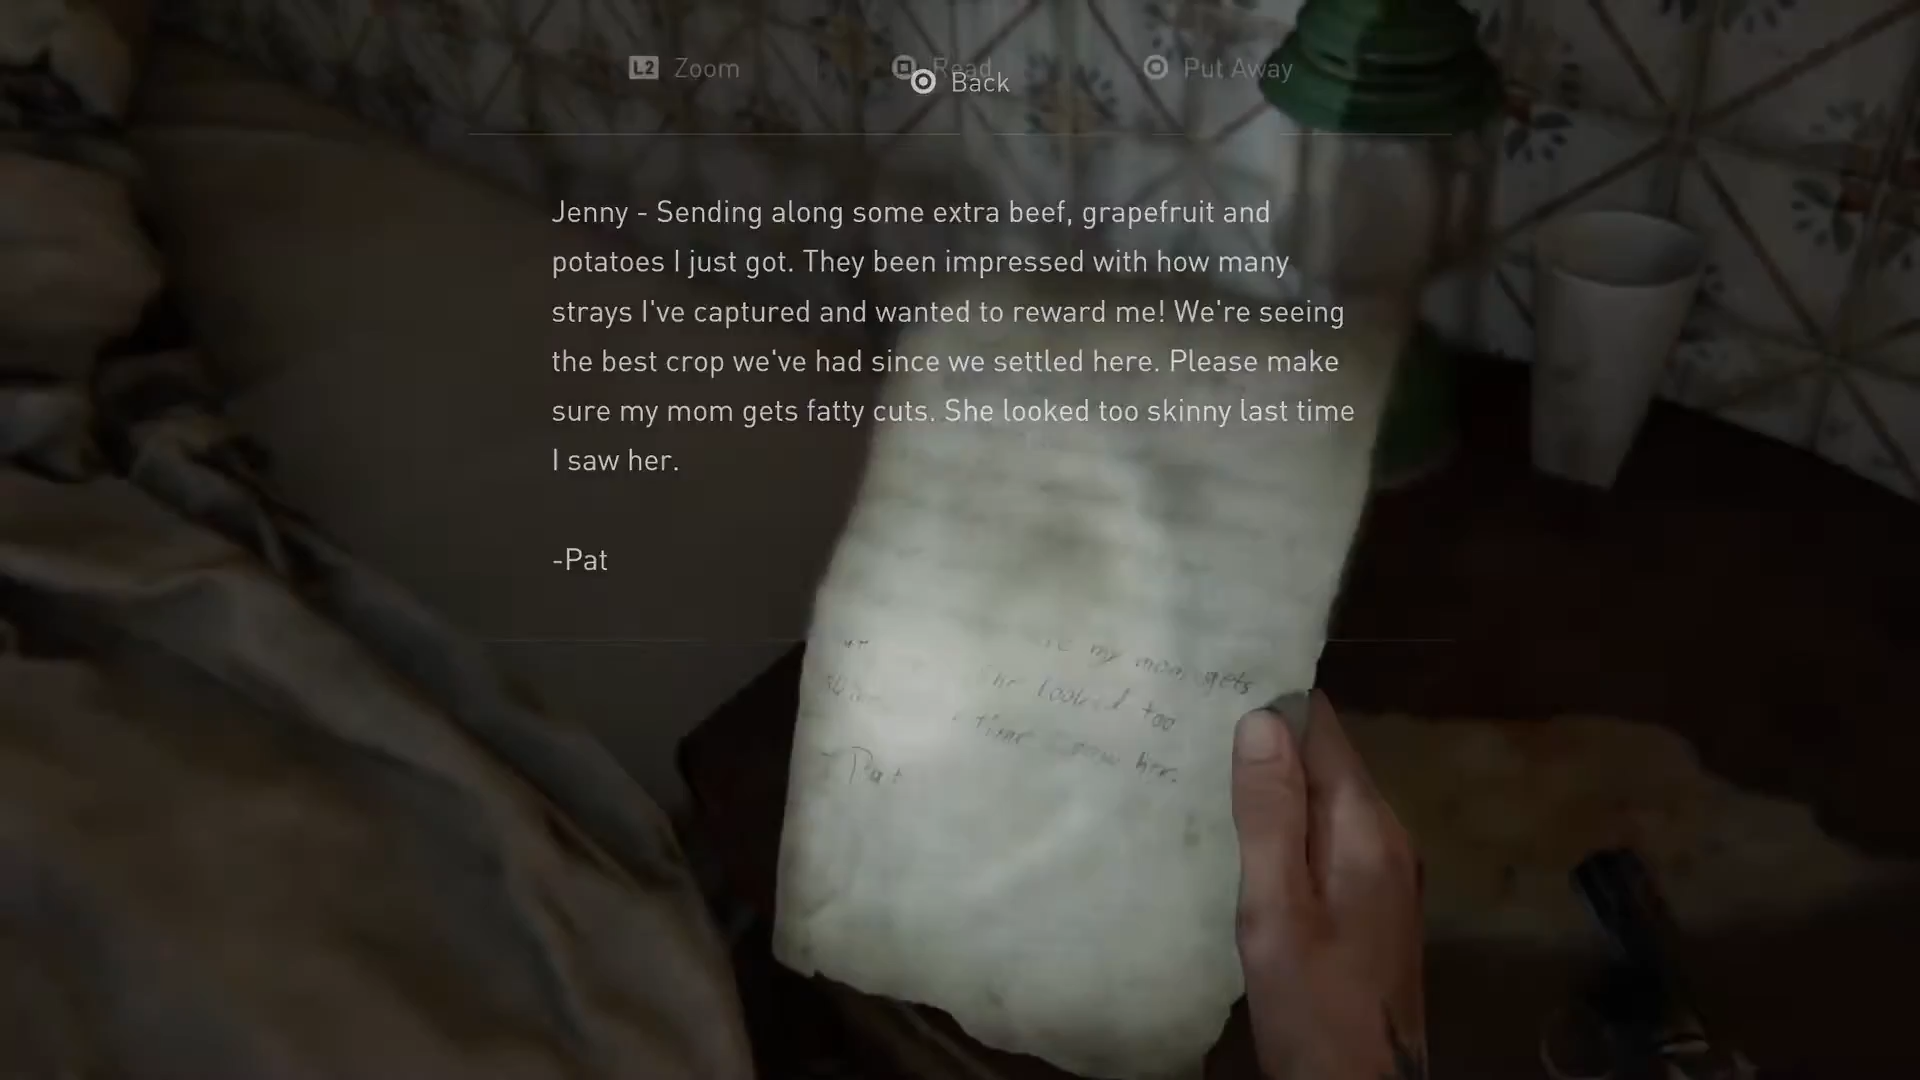 L2 Zoom Read Put Away
Back
Jenny - Sending along some extra beef, grapefruit and
potatoes I just got. They been impressed with how many
strays I've captured and wanted to reward me! We're seeing
the best crop we've had since we settled here. Please make
sure my mom gets fatty cuts. She looked too skinny last time
I saw her.
-Pat
my mom gets
She looked too
time I saw her.
- Pat